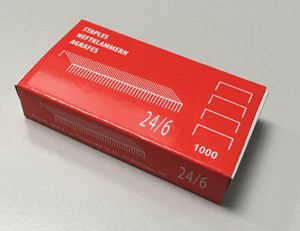 STAPLES
HEFTKLAMMERN
AGRAFES
24/6
1000
24/6